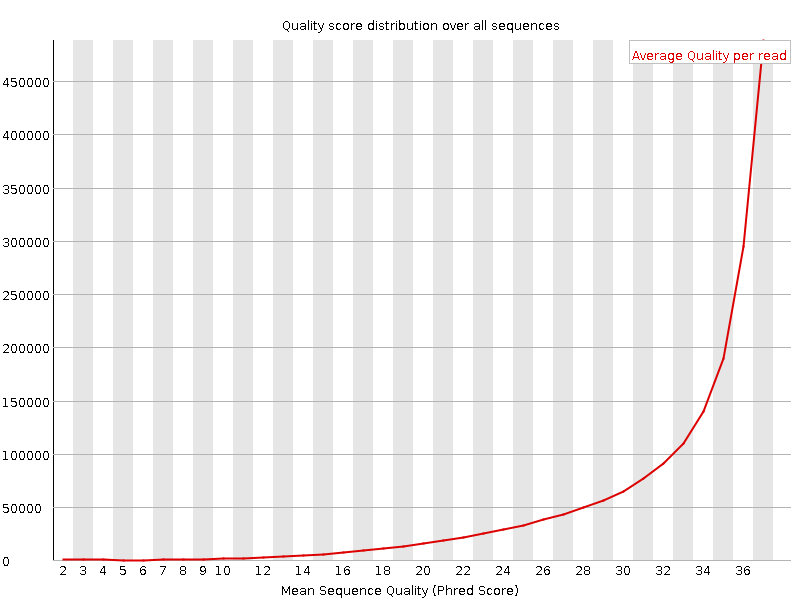 Quality score distribution over all sequences
Average Quality per read
450000
400000
350000
300000
250000
200000
150000
100000
50000
0
2 3 4 5 6 7 8 9 10 12 14 16 18 20 22 24 26 28 30 32 34 36
Mean Sequence Quality (Phred Score)